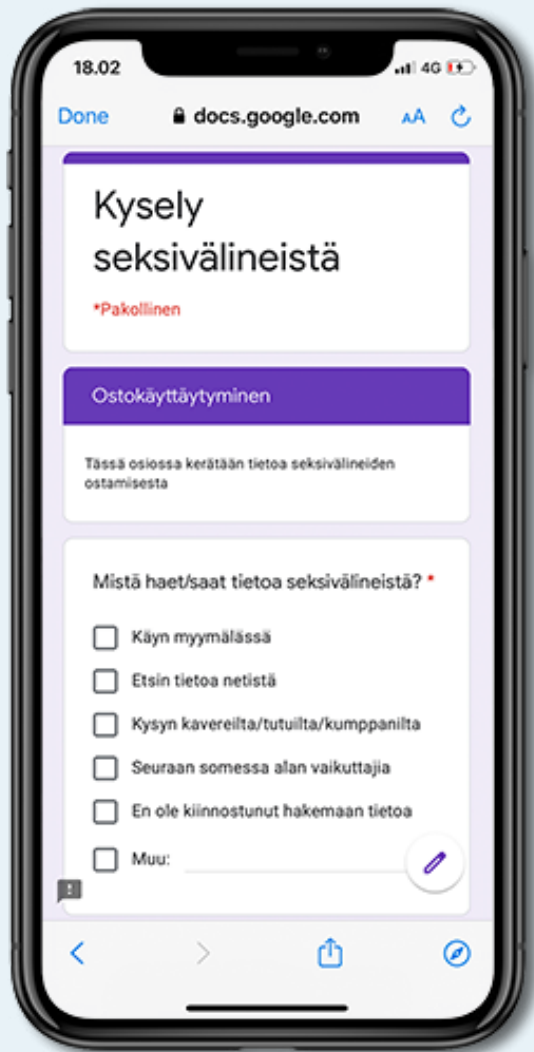 18.02
4G
Done
docs.google.com
AA
Kysely
seksivälineistä
*Pakollinen
Ostokäyttäytyminen
Tässä osiossa kerätään tietoa seksivälineiden
ostamisesta
Mistä haet/saat tietoa seksivälineistä? *
Käyn myymälässä
Etsin tietoa netistä
Kysyn kavereilta/tutuilta/kumppanilta
Seuraan somessa alan vaikuttajia
En ole kiinnostunut hakemaan tietoa
Muu: